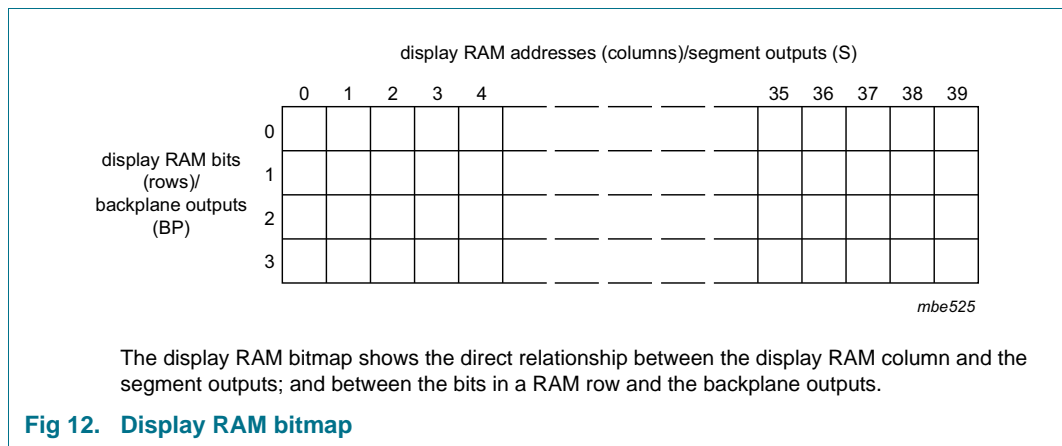 display RAM addresses (columns)/segment outputs (S)
0 1 2 3 4 35 36 37 38 39
0
display RAM bits
1
(rows)/
backplane outputs
2
(BP)
3
mbe525
The display RAM bitmap shows the direct relationship between the display RAM column and the
segment outputs; and between the bits in a RAM row and the backplane outputs.
Fig 12. Display RAM bitmap